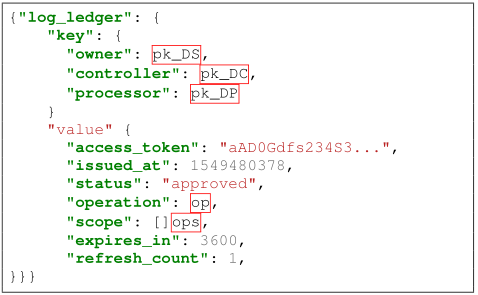 {"log_ledger": {
"key": {
"owner": pk_DS,
"controller": pk_DC,
"processor": pk_DP
}
"value" {
"access_token": "aAD0Gdfs234S3...",
"issued_at": 1549480378,
"status": "approved",
"operation": op,
"scope": []ops,
"expires_in": 3600,
"refresh_count": 1,
}}}